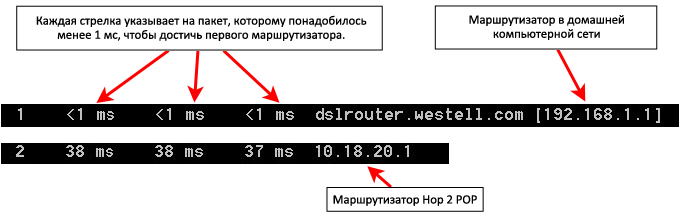 Каждая стрелка указывает на пакет, которому понадобилось
менее 1 мс, чтобы достичь первого маршрутизатора.
Маршрутизатор в домашней
компьютерной сети
1 <1 ms <1 ms <1 ms dslrouter.westell.com [192.168.1.1]
2 38 ms 38 ms 37 ms 10.18.20.1
Маршрутизатор Hop 2 POP